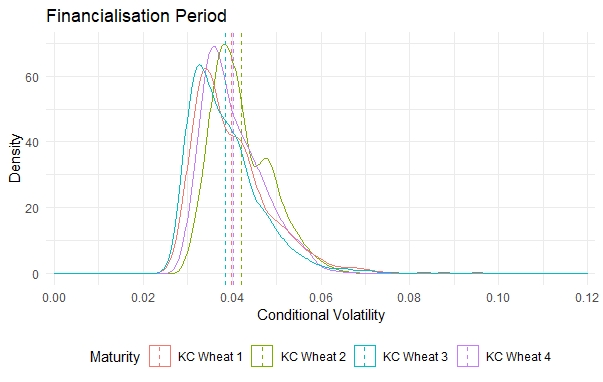 Financialisation Period
60
40
20
0
Density
0.00 0.02 0.04 0.06 0.08 0.10 0.12
Conditional Volatility
Maturity KC Wheat 1 KC Wheat 2 KC Wheat 3 KC Wheat 4